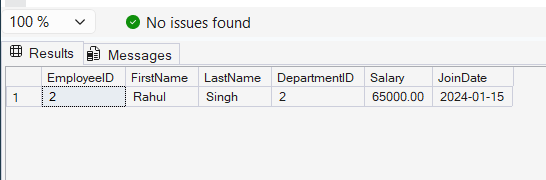 100 % No issues found
Results Messages
EmployeeID FirstName LastName DepartmentID Salary JoinDate
1 2 Rahul Singh 2 65000.00 2024-01-15